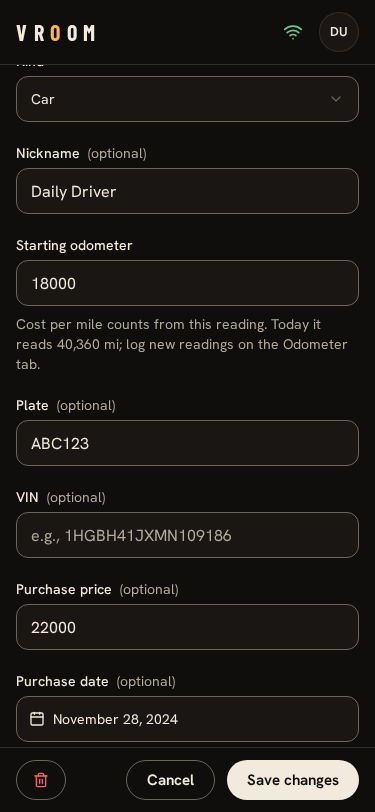 VROOM
DU
Kind
Car
Nickname (optional)
Daily Driver
Starting odometer
18000
Cost per mile counts from this reading. Today it
reads 40,360 mi; log new readings on the Odometer
tab.
Plate (optional)
ABC123
VIN (optional)
e.g., 1HGBH41JXMN109186
Purchase price (optional)
22000
Purchase date (optional)
November 28, 2024
Cancel
Save changes